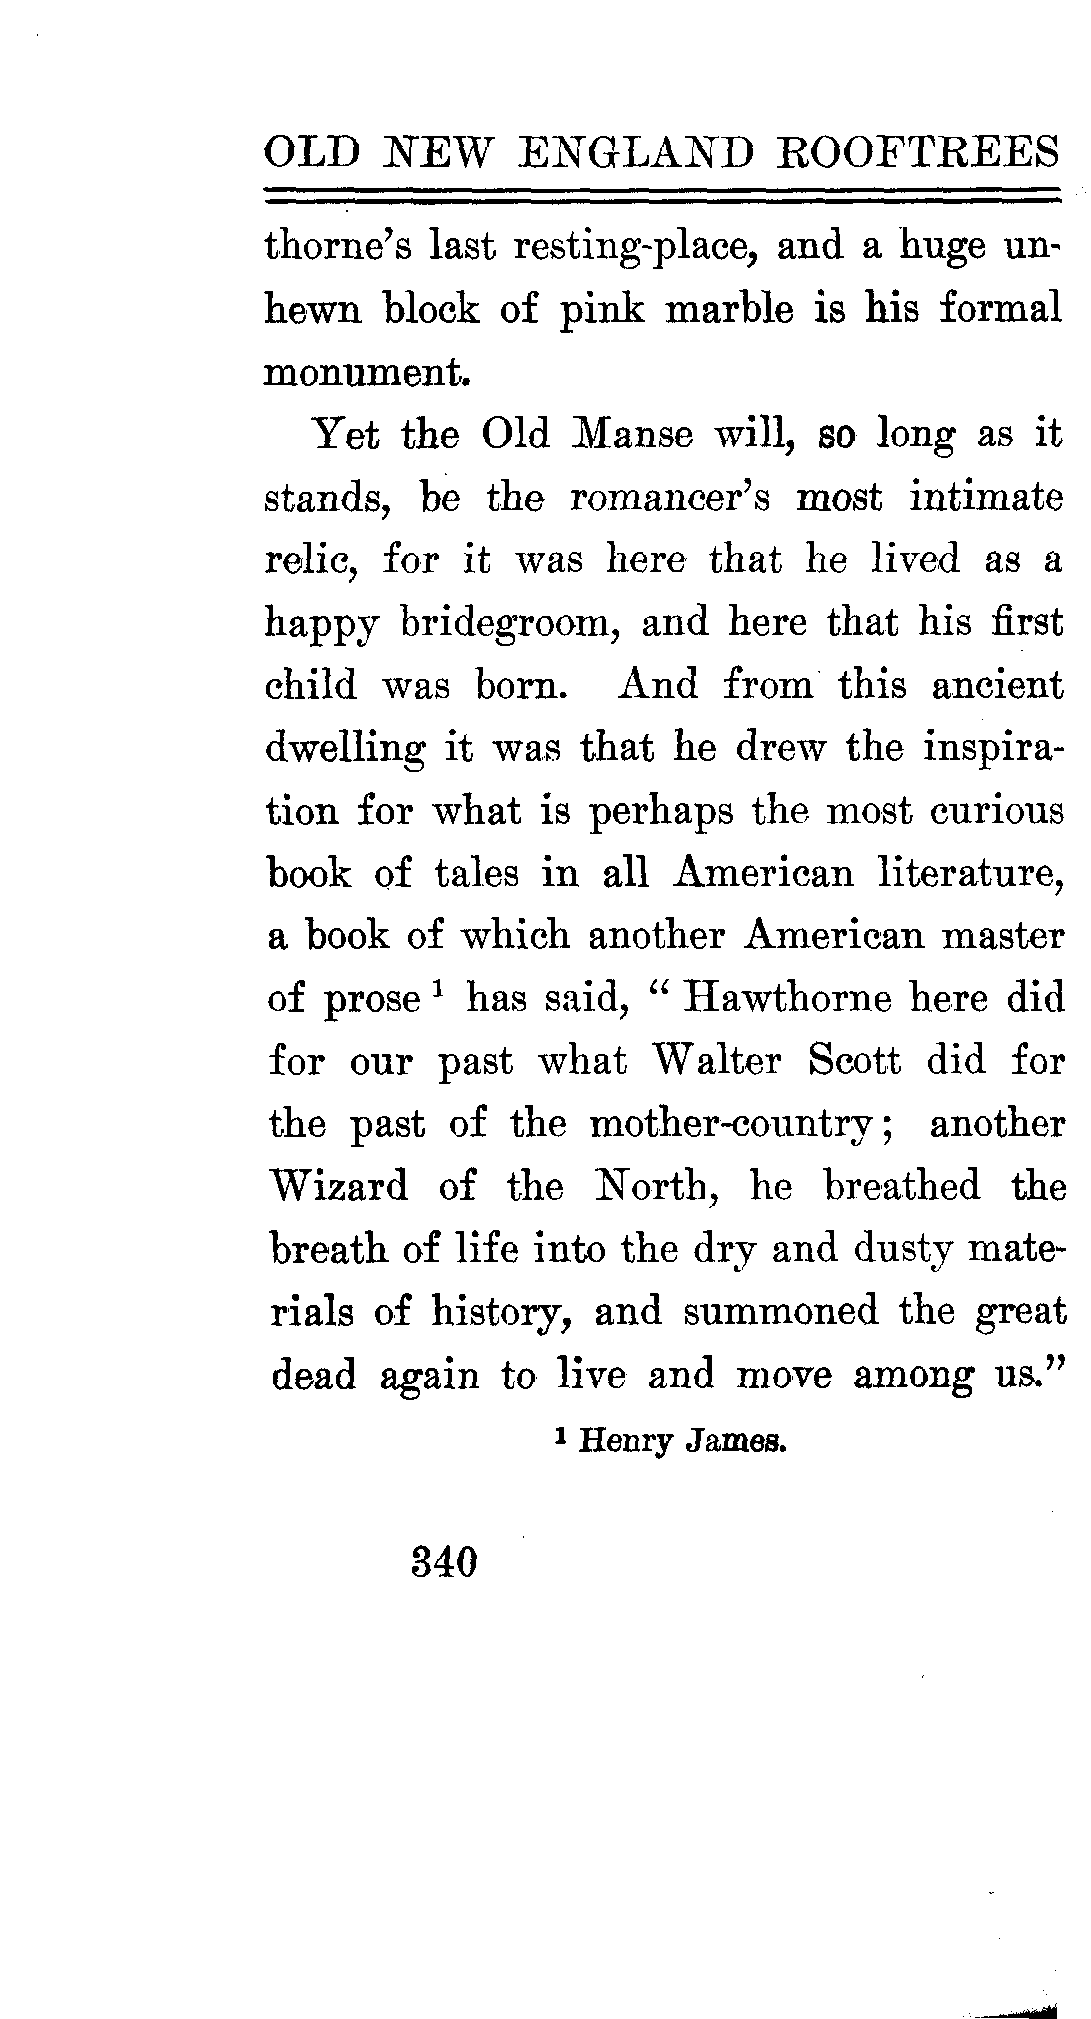 OLD NEW ENGLAND ROOFTREES
thorne's last resting-place, and a huge un-
hewn block of pink marble is his formal
monument.
Yet the Old Manse will, so long as it
stands, be the romancer's most intimate
relic, for it was here that he lived as a
happy bridegroom, and here that his first
child was born. And from this ancient
dwelling it was that he drew the inspira-
tion for what is perhaps the most curious
book of tales in all American literature,
a book of which another American master
of prose ¹ has said, “ Hawthorne here did
for our past what Walter Scott did for
the past of the mother-country; another
Wizard of the North, he breathed the
breath of life into the dry and dusty mate-
rials of history, and summoned the great
dead again to live and move among us.”
¹ Henry James.
340